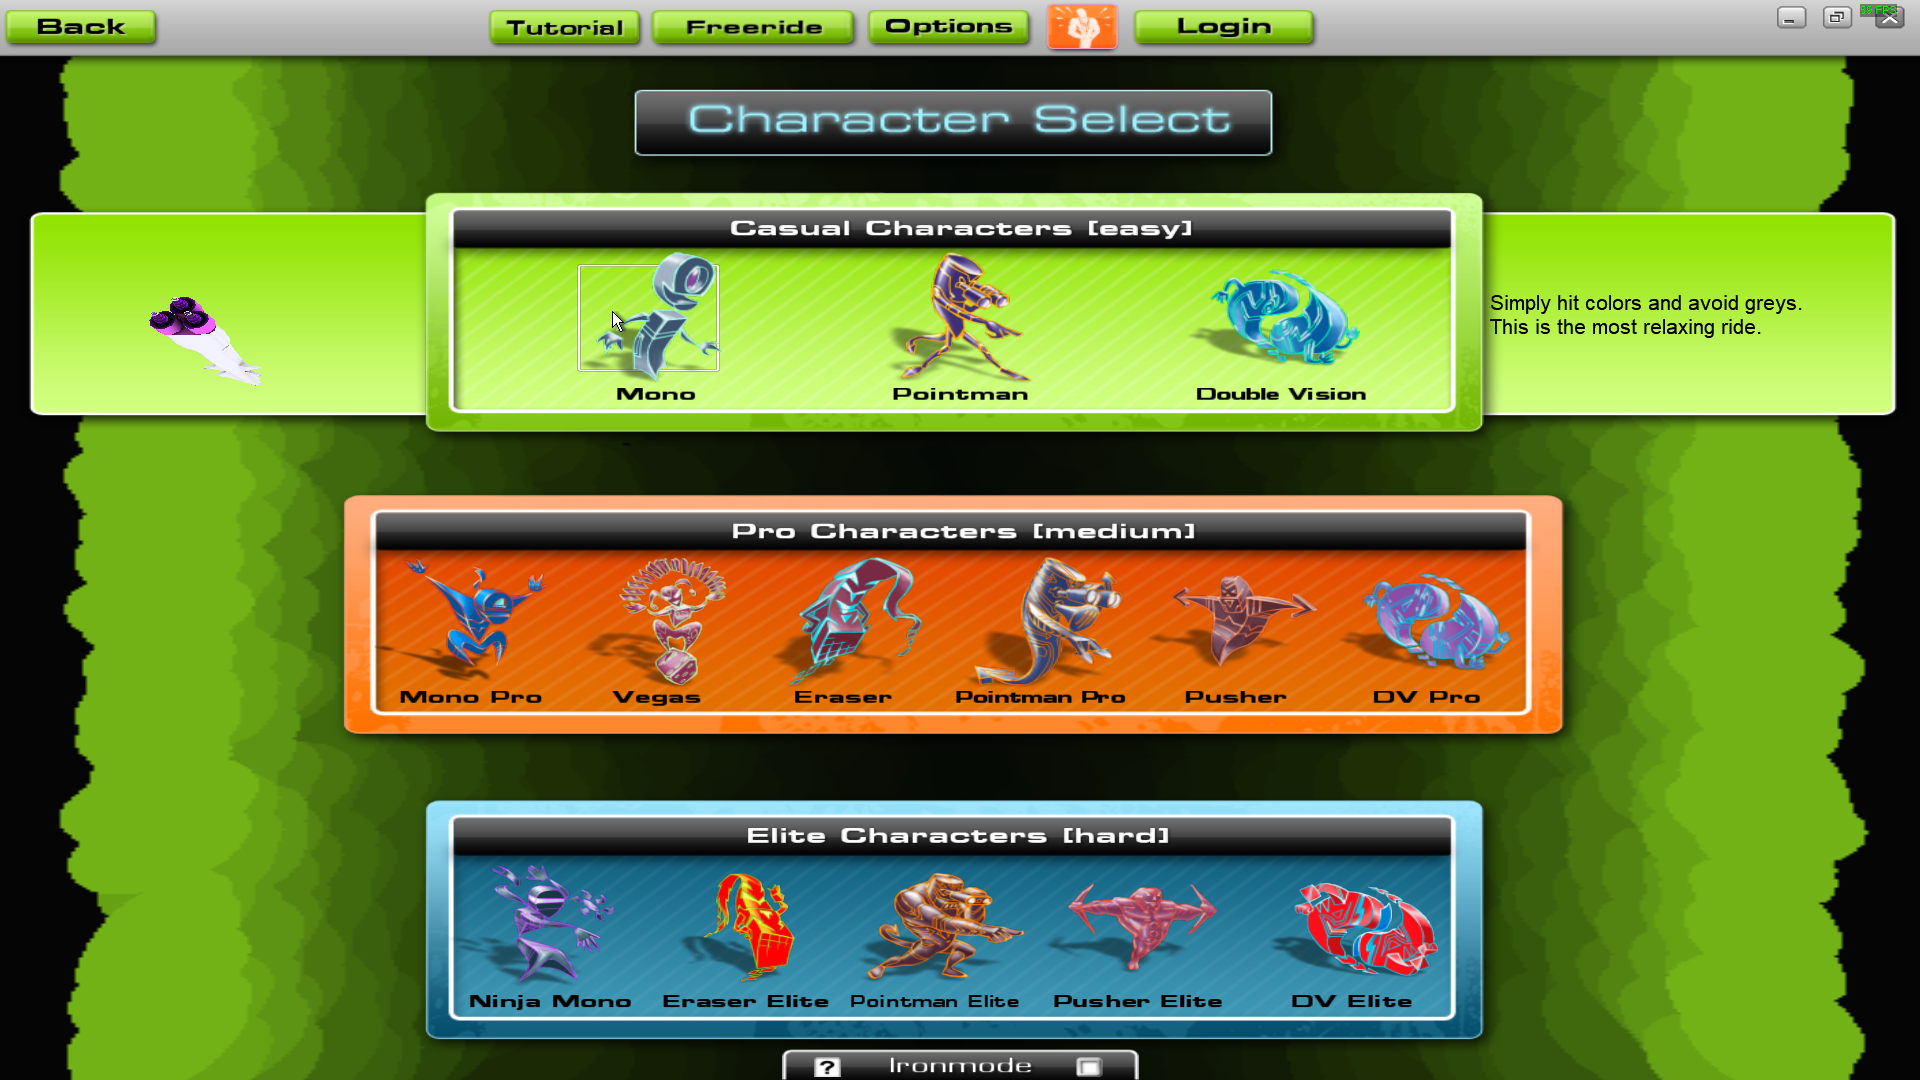 Back
Tutorial
Freeride
Options
Login
Character Select
Casual Characters [easy]
Mono
Pointman
Double Vision
Simply hit colors and avoid greys.
This is the most relaxing ride.
Pro Characters [medium]
Mono Pro
Vegas
Eraser
Pointman Pro
Pusher
DV Pro
Elite Characters [hard]
Ninja Mono
Eraser Elite
Pointman Elite
Pusher Elite
DV Elite
? Ironmode